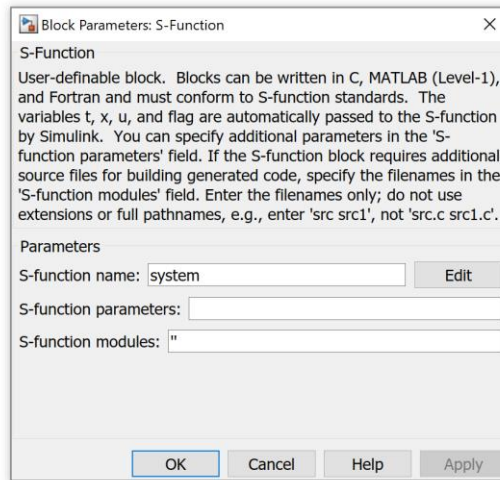 Block Parameters: S-Function
S-Function
User-definable block.  Blocks can be written in C, MATLAB (Level-1),
and Fortran and must conform to S-function standards.  The
variables t, x, u, and flag are automatically passed to the S-function
by Simulink.  You can specify additional parameters in the 'S-
function parameters' field. If the S-function block requires additional
source files for building generated code, specify the filenames in the
'S-function modules' field. Enter the filenames only; do not use
extensions or full pathnames, e.g., enter 'src src1', not 'src.c src1.c'.
Parameters
S-function name: system Edit
S-function parameters:
S-function modules: ''
OK Cancel Help Apply